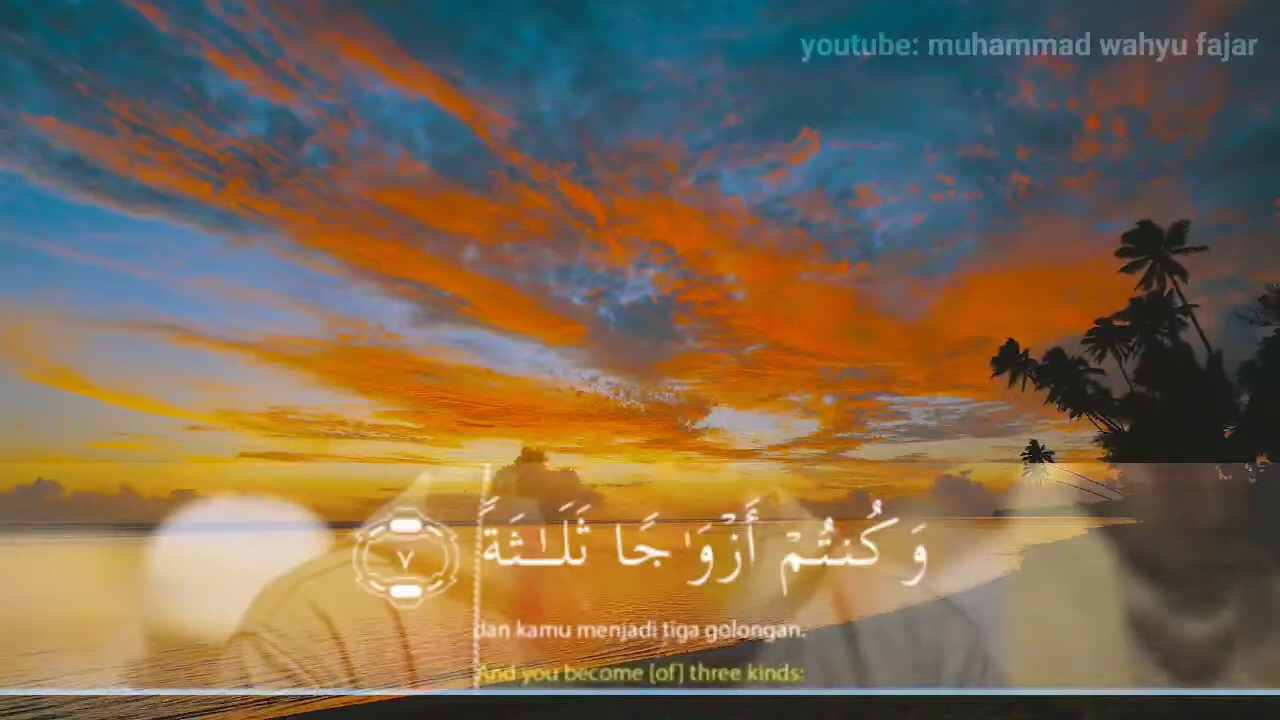 youtube: muhammad wahyu fajar
وَكُنتُمْ أَزْوَٰجًا ثَلَـٰثَةً ٧
dan kamu menjadi tiga golongan.
And you become [of] three kinds: